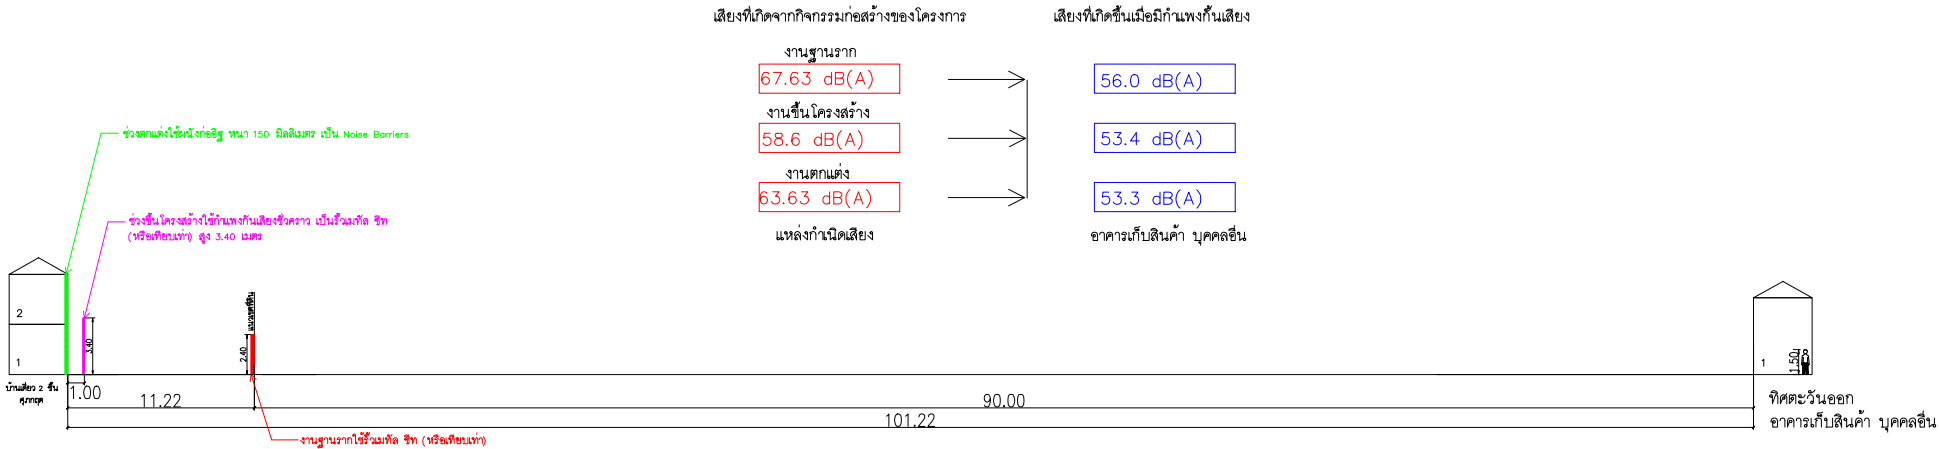 เสียงที่เกิดจากกิจกรรมก่อสร้างของโครงการ
เสียงที่เกิดขึ้นเมื่อมีกำแพงกั้นเสียง
งานฐานราก
67.63 dB(A)
56.0 dB(A)
งานขึ้นโครงสร้าง
58.6 dB(A)
53.4 dB(A)
งานตกแต่ง
63.63 dB(A)
53.3 dB(A)
แหล่งกำเนิดเสียง
อาคารเก็บสินค้า บุคคลอื่น
ช่วงตกแต่งใช้ผนังก่ออิฐ หนา 150 มิลลิเมตร เป็น Noise Barriers
ช่วงขึ้นโครงสร้างใช้กำแพงกันเสียงชั่วคราว เป็นรั้วเมทัล ชีท
(หรือเทียบเท่า) สูง 3.40 เมตร
2
1
3.40
2.40
แนวเขตที่ดิน
1
1.50
บ้านเดี่ยว 2 ชั้น
1.00
11.22
90.00
101.22
ทิศตะวันออก
อาคารเก็บสินค้า บุคคลอื่น
งานฐานรากใช้รั้วเมทัล ชีท (หรือเทียบเท่า)